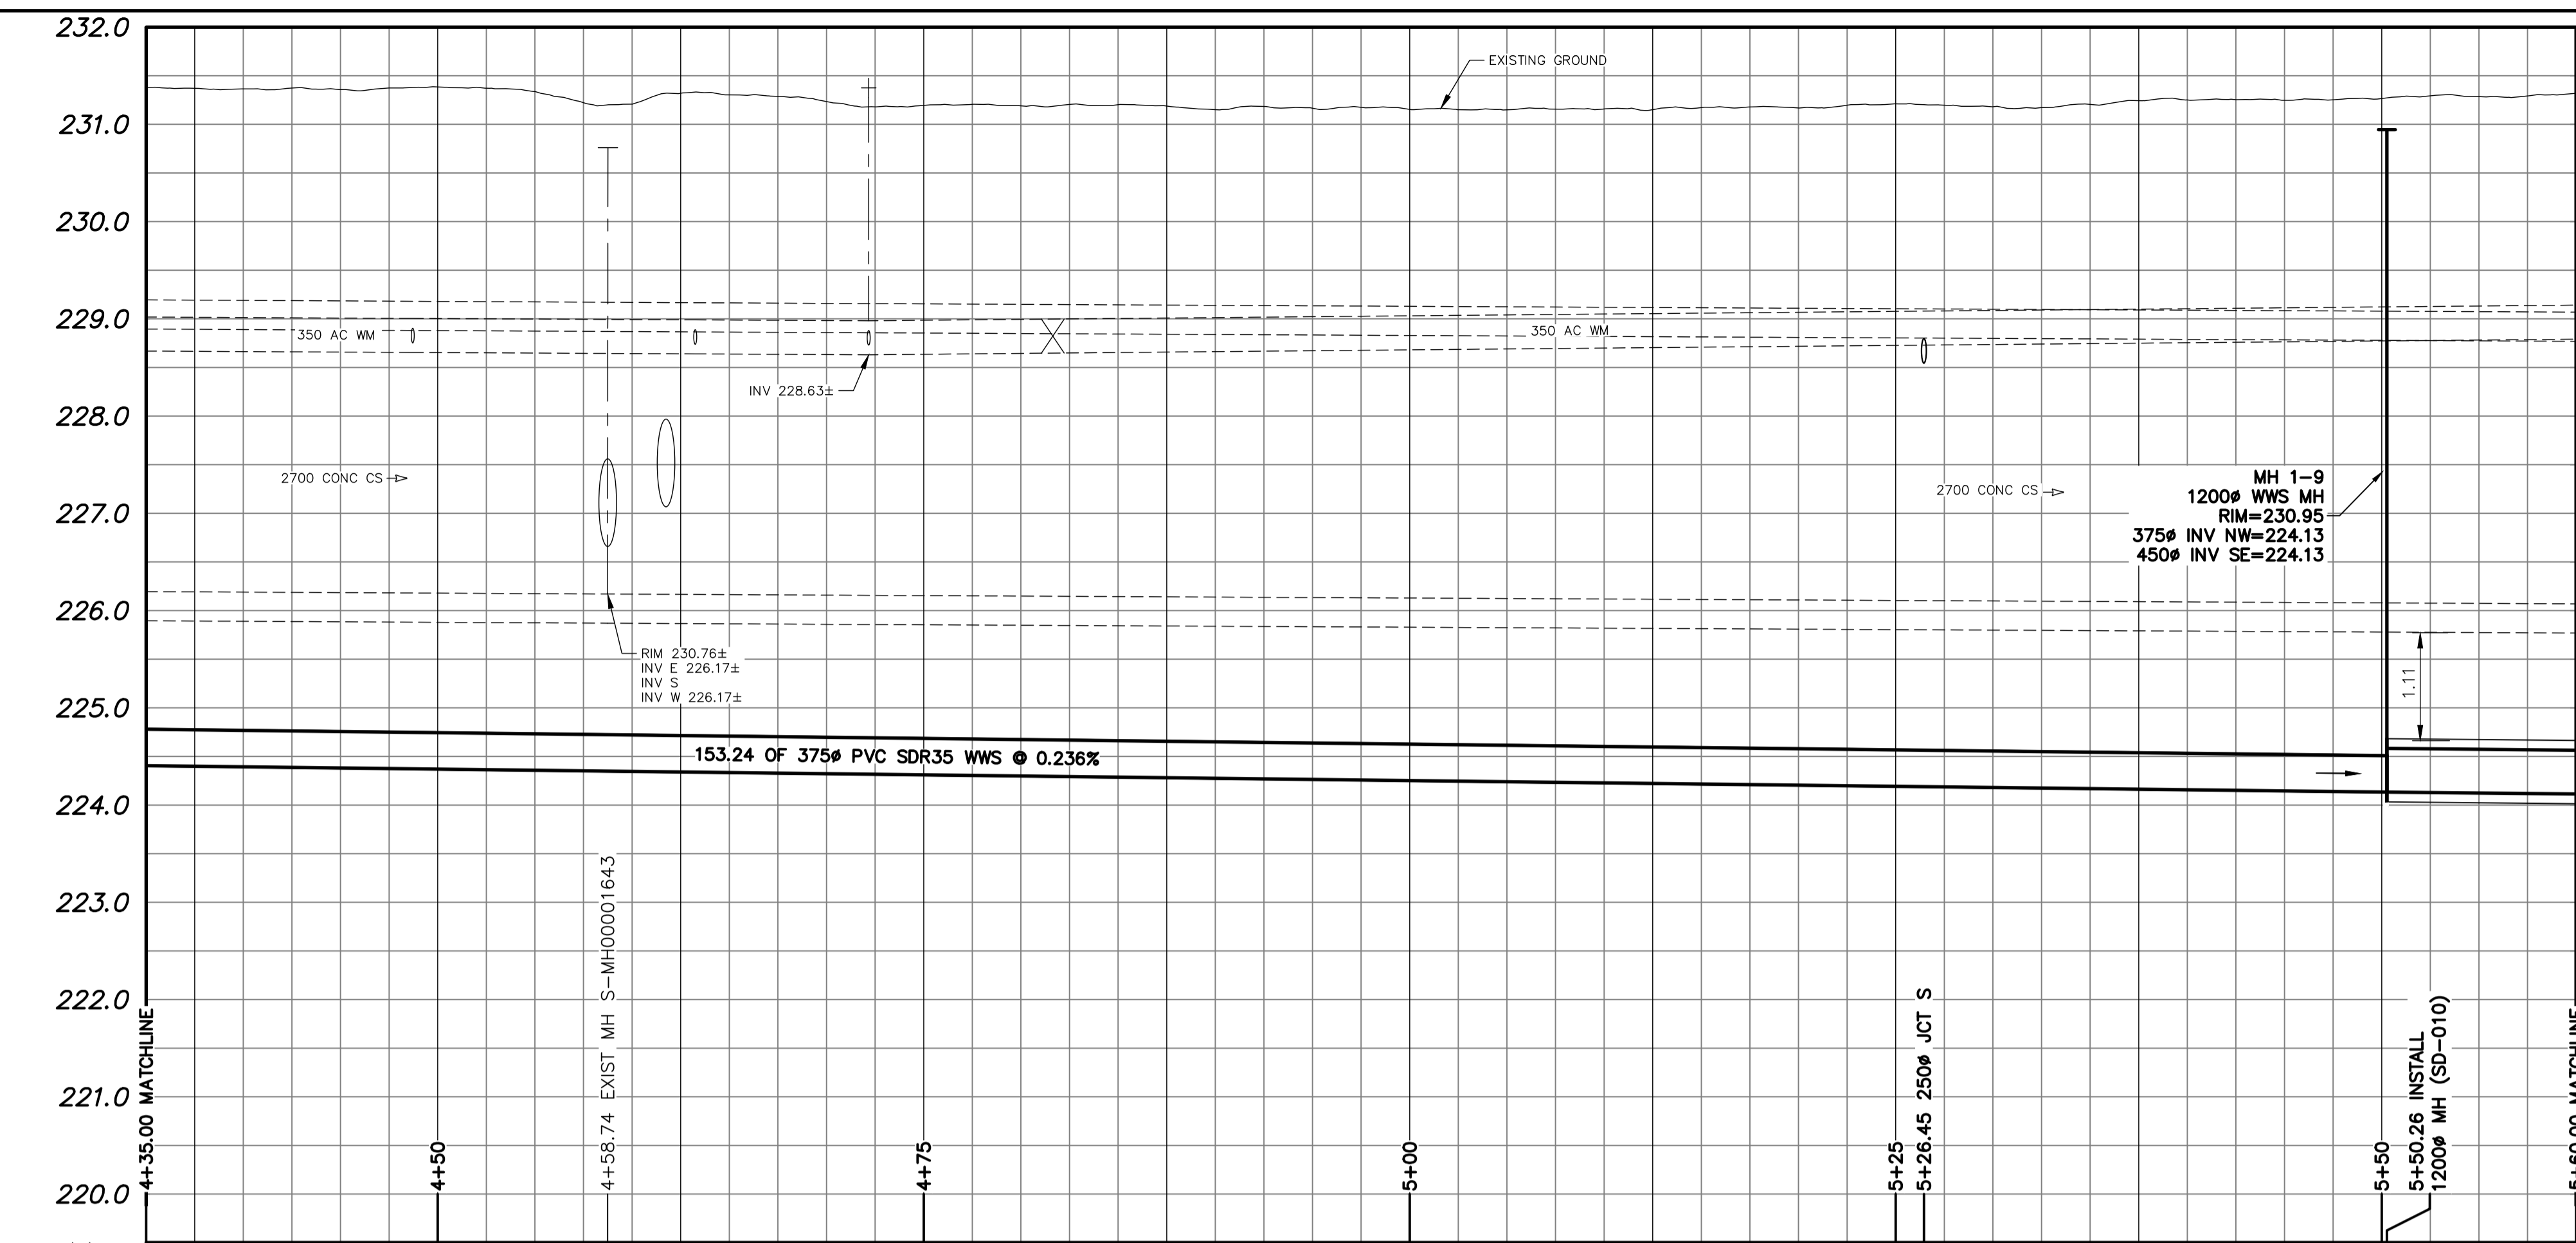 232.0
231.0
230.0
229.0
228.0
227.0
226.0
225.0
224.0
223.0
222.0
221.0
220.0
EXISTING GROUND
350 AC WM
350 AC WM
INV 228.63±
2700 CONC CS
2700 CONC CS
MH 1-9
1200ø WWS MH
RIM=230.95
375ø INV NW=224.13
450ø INV SE=224.13
RIM 230.76±
INV E 226.17±
INV S
INV W 226.17±
1.11
153.24 OF 375ø PVC SDR35 WWS @ 0.236%
4+35.00 MATCHLINE
4+50
4+58.74 EXIST MH S-MH00001643
4+75
5+00
5+25
5+26.45 250ø JCT S
5+50
5+50.26 INSTALL
1200ø MH (SD-010)
5+60.00 MATCHLINE